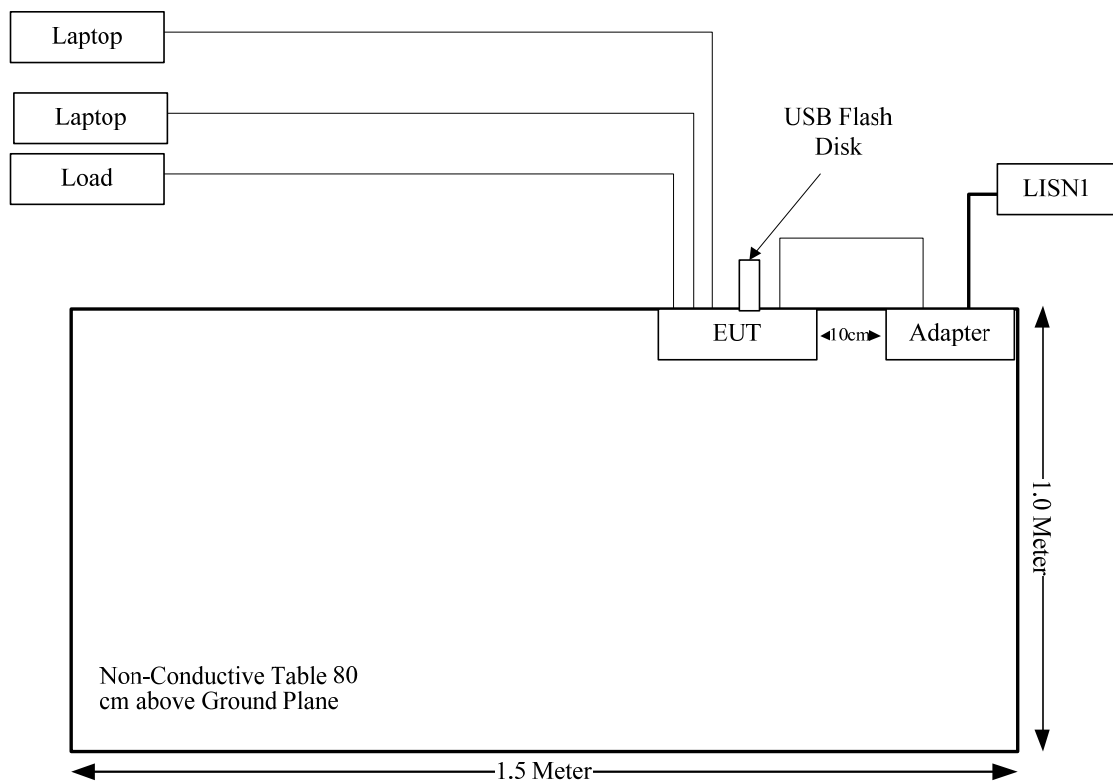 Laptop
Laptop
Load
USB Flash
Disk
LISN1
EUT
10cm
Adapter
1.0 Meter
Non-Conductive Table 80
cm above Ground Plane
1.5 Meter